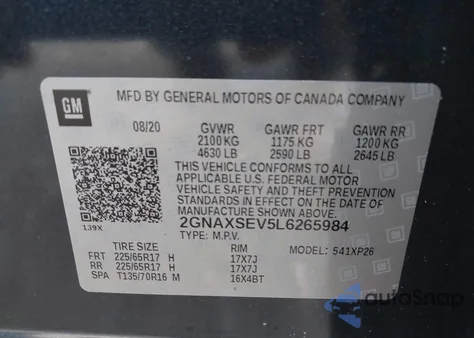 GM
MFD BY GENERAL MOTORS OF CANADA COMPANY
08/20 GVWR GAWR FRT GAWR RR
2100 KG 1175 KG 1200 KG
4630 LB 2590 LB 2645 LB
THIS VEHICLE CONFORMS TO ALL
APPLICABLE U.S. FEDERAL MOTOR
VEHICLE SAFETY AND THEFT PREVENTION
STANDARDS IN EFFECT ON THE DATE OF
MANUFACTURE SHOWN ABOVE.
2GNAXSEV5L6265984
139X TYPE: M.P.V.
TIRE SIZE RIM MODEL: 541XP26
FRT 225/65R17 H 17X7J
RR 225/65R17 H 17X7J
SPA T135/70R16 M 16X4BT
autoSnap